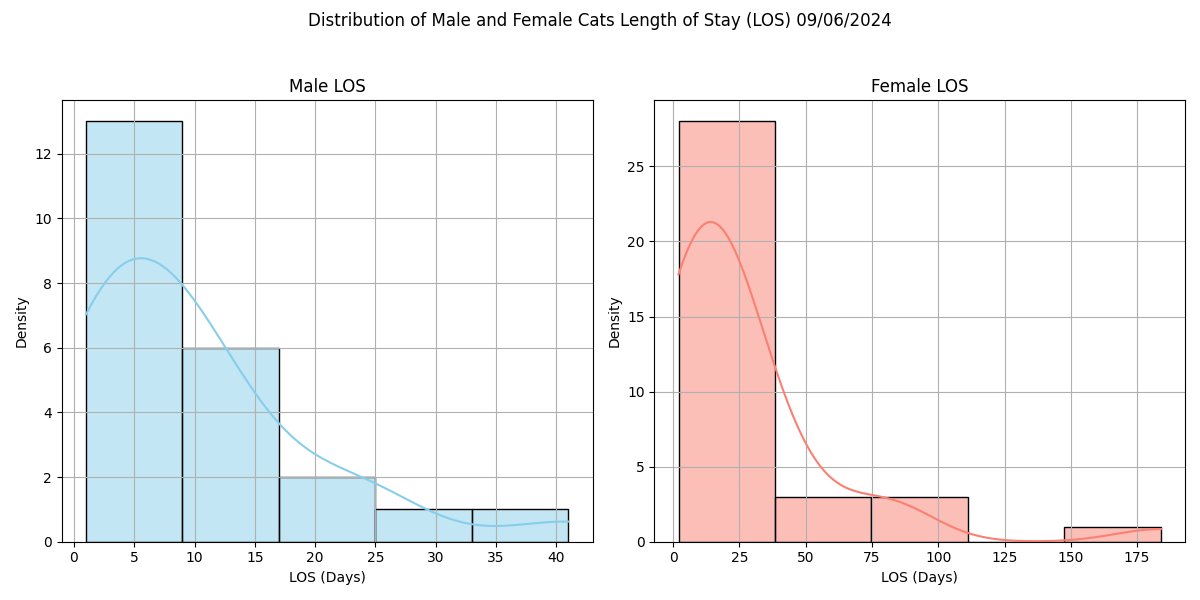 Distribution of Male and Female Cats Length of Stay (LOS) 09/06/2024
Male LOS
Density
12
10
8
6
4
2
0
0 5 10 15 20 25 30 35 40
LOS (Days)
Female LOS
Density
25
20
15
10
5
0
0 25 50 75 100 125 150 175
LOS (Days)